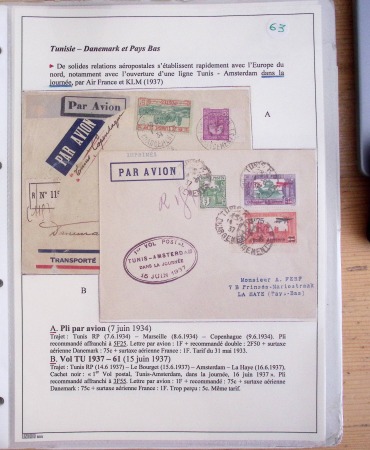 63
Tunisie – Danemark et Pays Bas
► De solides relations aéropostales s'établissent rapidement avec l'Europe du
nord, notamment avec l'ouverture d'une ligne Tunis - Amsterdam dans la
journée, par Air France et KLM (1937)
A
Par Avion
PAR AVION
R N° 11
Danemark
TRANSPORTÉ
IMPRIMES
PAR AVION
TUNIS
1er VOL POSTAL
TUNIS-AMSTERDAM
DANS LA JOURNÉE
16 JUIN 1937
Monsieur A. PERF
LA HAYE (Pays-Bas)
B
A. Pli par avion (7 juin 1934)
Trajet : Tunis RP (7.6.1934) – Marseille (8.6.1934) – Copenhague (9.6.1934). Pli
recommandé affranchi à 5F25. Lettre par avion : 1F + recommandé double : 2F50 + surtaxe
aérienne Danemark : 75c + surtaxe aérienne France : 1F. Tarif du 31 mai 1933.
B. Vol TU 1937 – 61 (15 juin 1937)
Trajet : Tunis RP (14.6.1937) – Le Bourget (15.6.1937) – Amsterdam – La Haye (16.6.1937).
Cachet noir : « 1er Vol postal, Tunis-Amsterdam, dans la journée, 16 juin 1937 ». Pli
recommandé affranchi à 3F55. Lettre par avion : 1F + recommandé : 75c + surtaxe aérienne
Danemark : 75c + surtaxe aérienne France : 1F. Trop perçu : 5c. Même tarif.